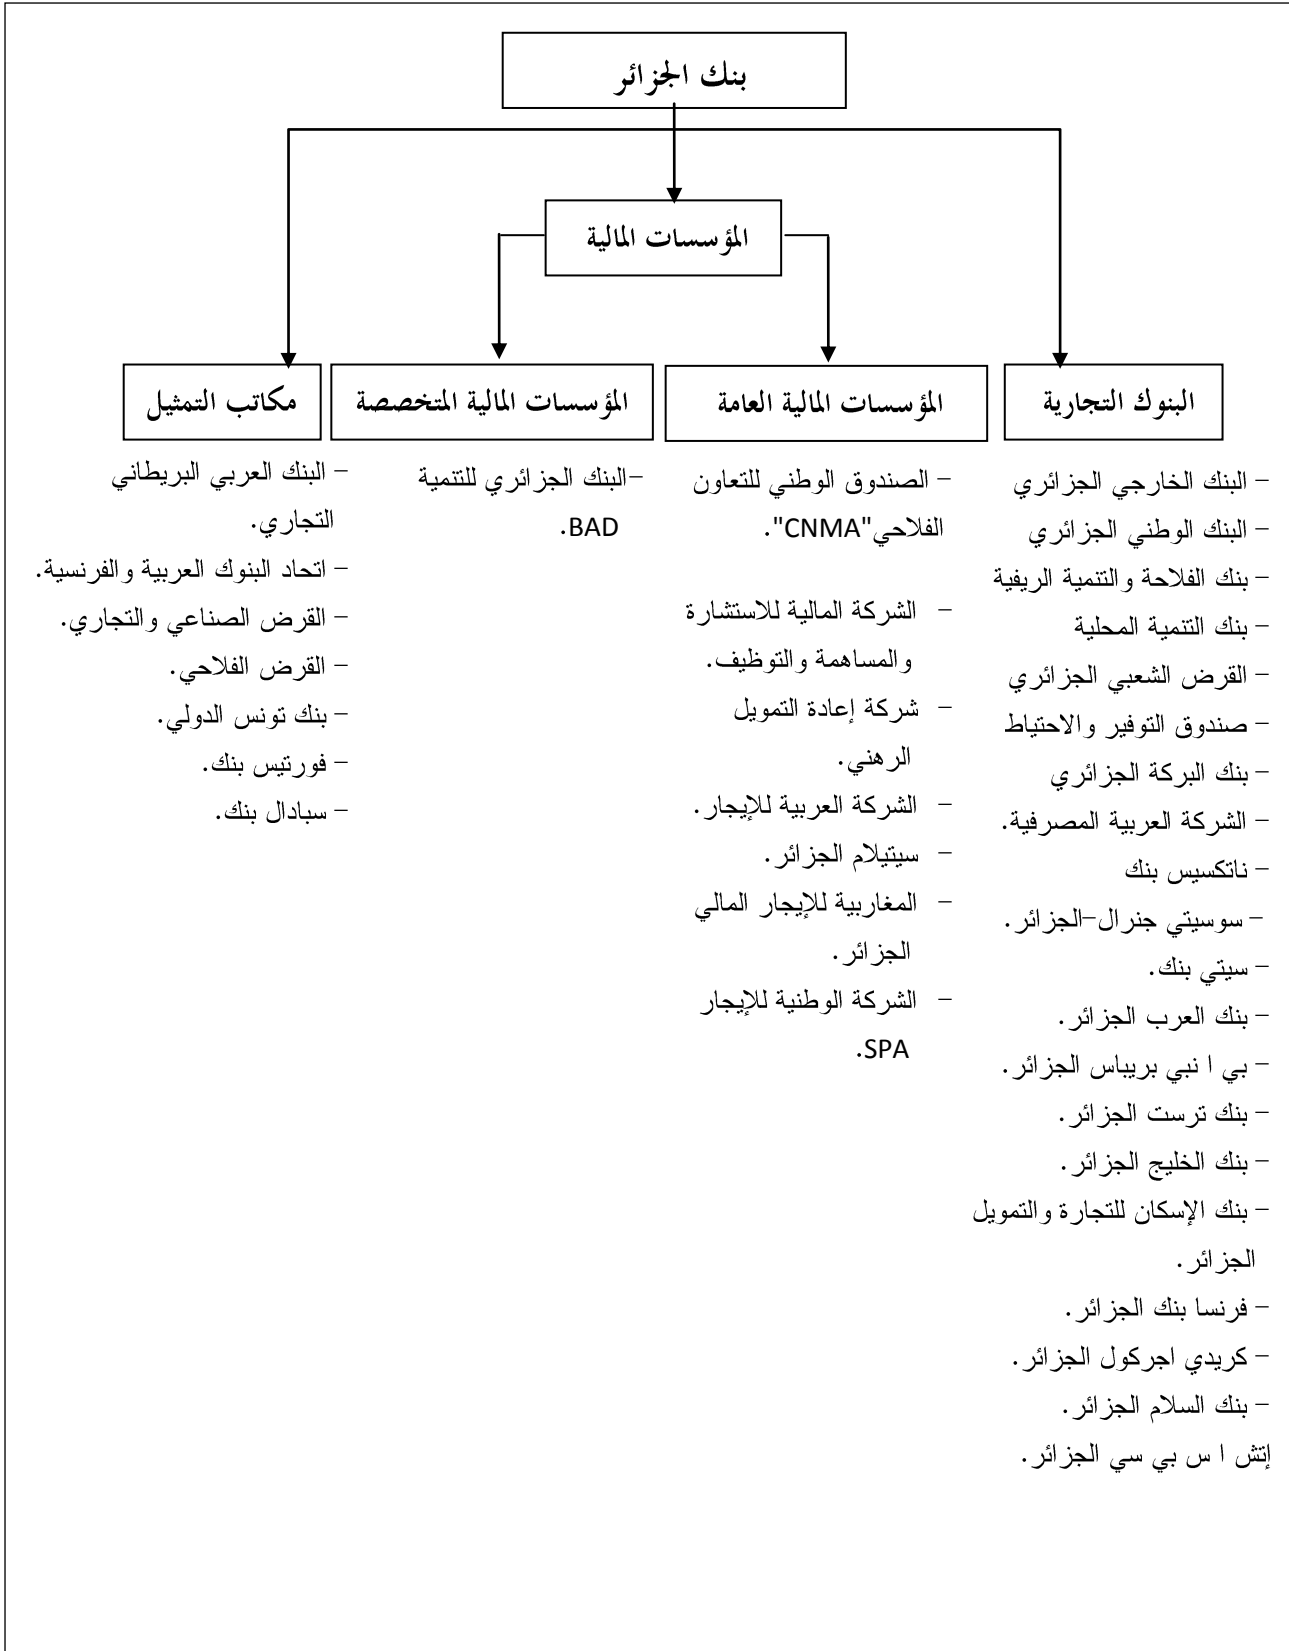 بنك الجزائر
المؤسسات المالية
البنوك التجارية
المؤسسات المالية العامة
المؤسسات المالية المتخصصة
مكاتب التمثيل
– البنك الخارجي الجزائري
– البنك الوطني الجزائري
– بنك الفلاحة والتنمية الريفية
– بنك التنمية المحلية
– القرض الشعبي الجزائري
– صندوق التوفير والاحتياط
– بنك البركة الجزائري
– الشركة العربية المصرفية.
– ناتكسيس بنك
– سوسيتي جنرال–الجزائر.
– سيتي بنك.
– بنك العرب الجزائر.
– بي ا نبي بريباس الجزائر.
– بنك ترست الجزائر.
– بنك الخليج الجزائر.
– بنك الإسكان للتجارة والتمويل
الجزائر.
– فرنسا بنك الجزائر.
– كريدي اجركول الجزائر.
– بنك السلام الجزائر.
إتش ا س بي سي الجزائر.
– الصندوق الوطني للتعاون
الفلاحي"CNMA".
– الشركة المالية للاستشارة
والمساهمة والتوظيف.
– شركة إعادة التمويل
الرهني.
– الشركة العربية للإيجار.
– سيتيلام الجزائر.
– المغاربية للإيجار المالي
الجزائر.
– الشركة الوطنية للإيجار
SPA.
–البنك الجزائري للتنمية
BAD.
– البنك العربي البريطاني
التجاري.
– اتحاد البنوك العربية والفرنسية.
– القرض الصناعي والتجاري.
– القرض الفلاحي.
– بنك تونس الدولي.
– فورتيس بنك.
– سبادال بنك.